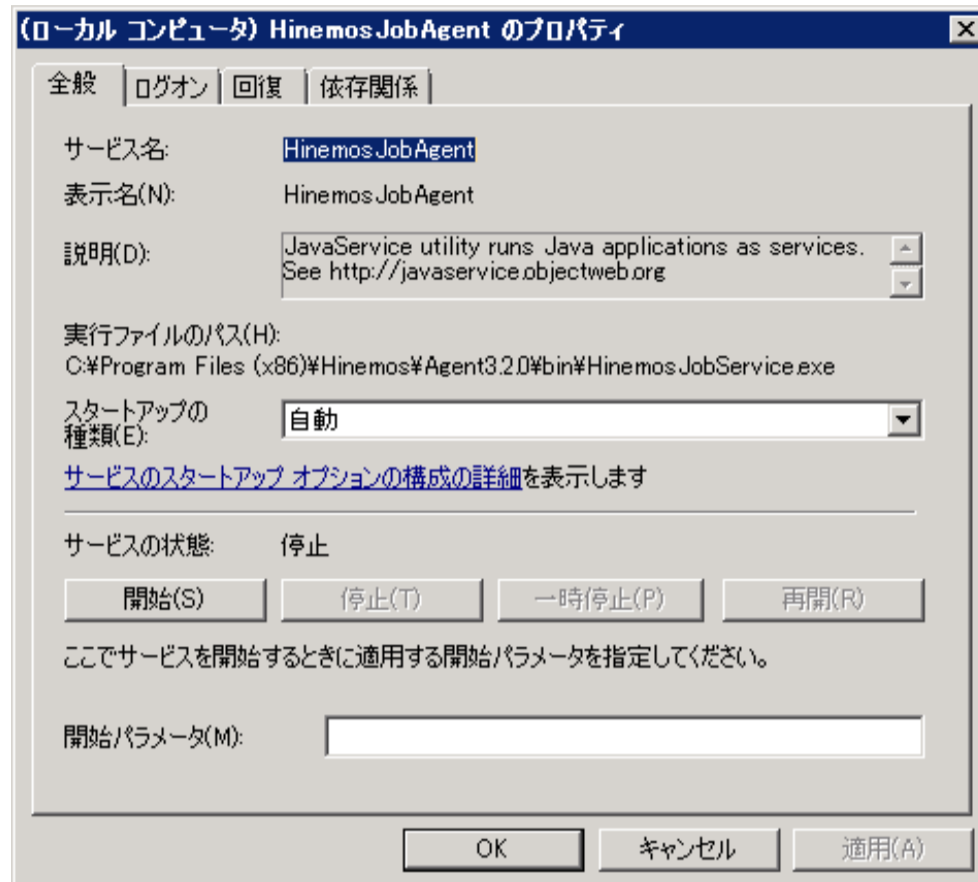 (ローカル コンピュータ) HinemosJobAgent のプロパティ
全般 ログオン 回復 依存関係
サービス名: HinemosJobAgent
表示名(N): HinemosJobAgent
説明(D): JavaService utility runs Java applications as services.
See http://javaservice.objectweb.org
実行ファイルのパス(H):
C:¥Program Files (x86)¥Hinemos¥Agent3.2.0¥bin¥HinemosJobService.exe
スタートアップの
種類(E): 自動
サービスのスタートアップ オプションの構成の詳細を表示します
サービスの状態: 停止
開始(S) 停止(T) 一時停止(P) 再開(R)
ここでサービスを開始するときに適用する開始パラメータを指定してください。
開始パラメータ(M):
OK キャンセル 適用(A)